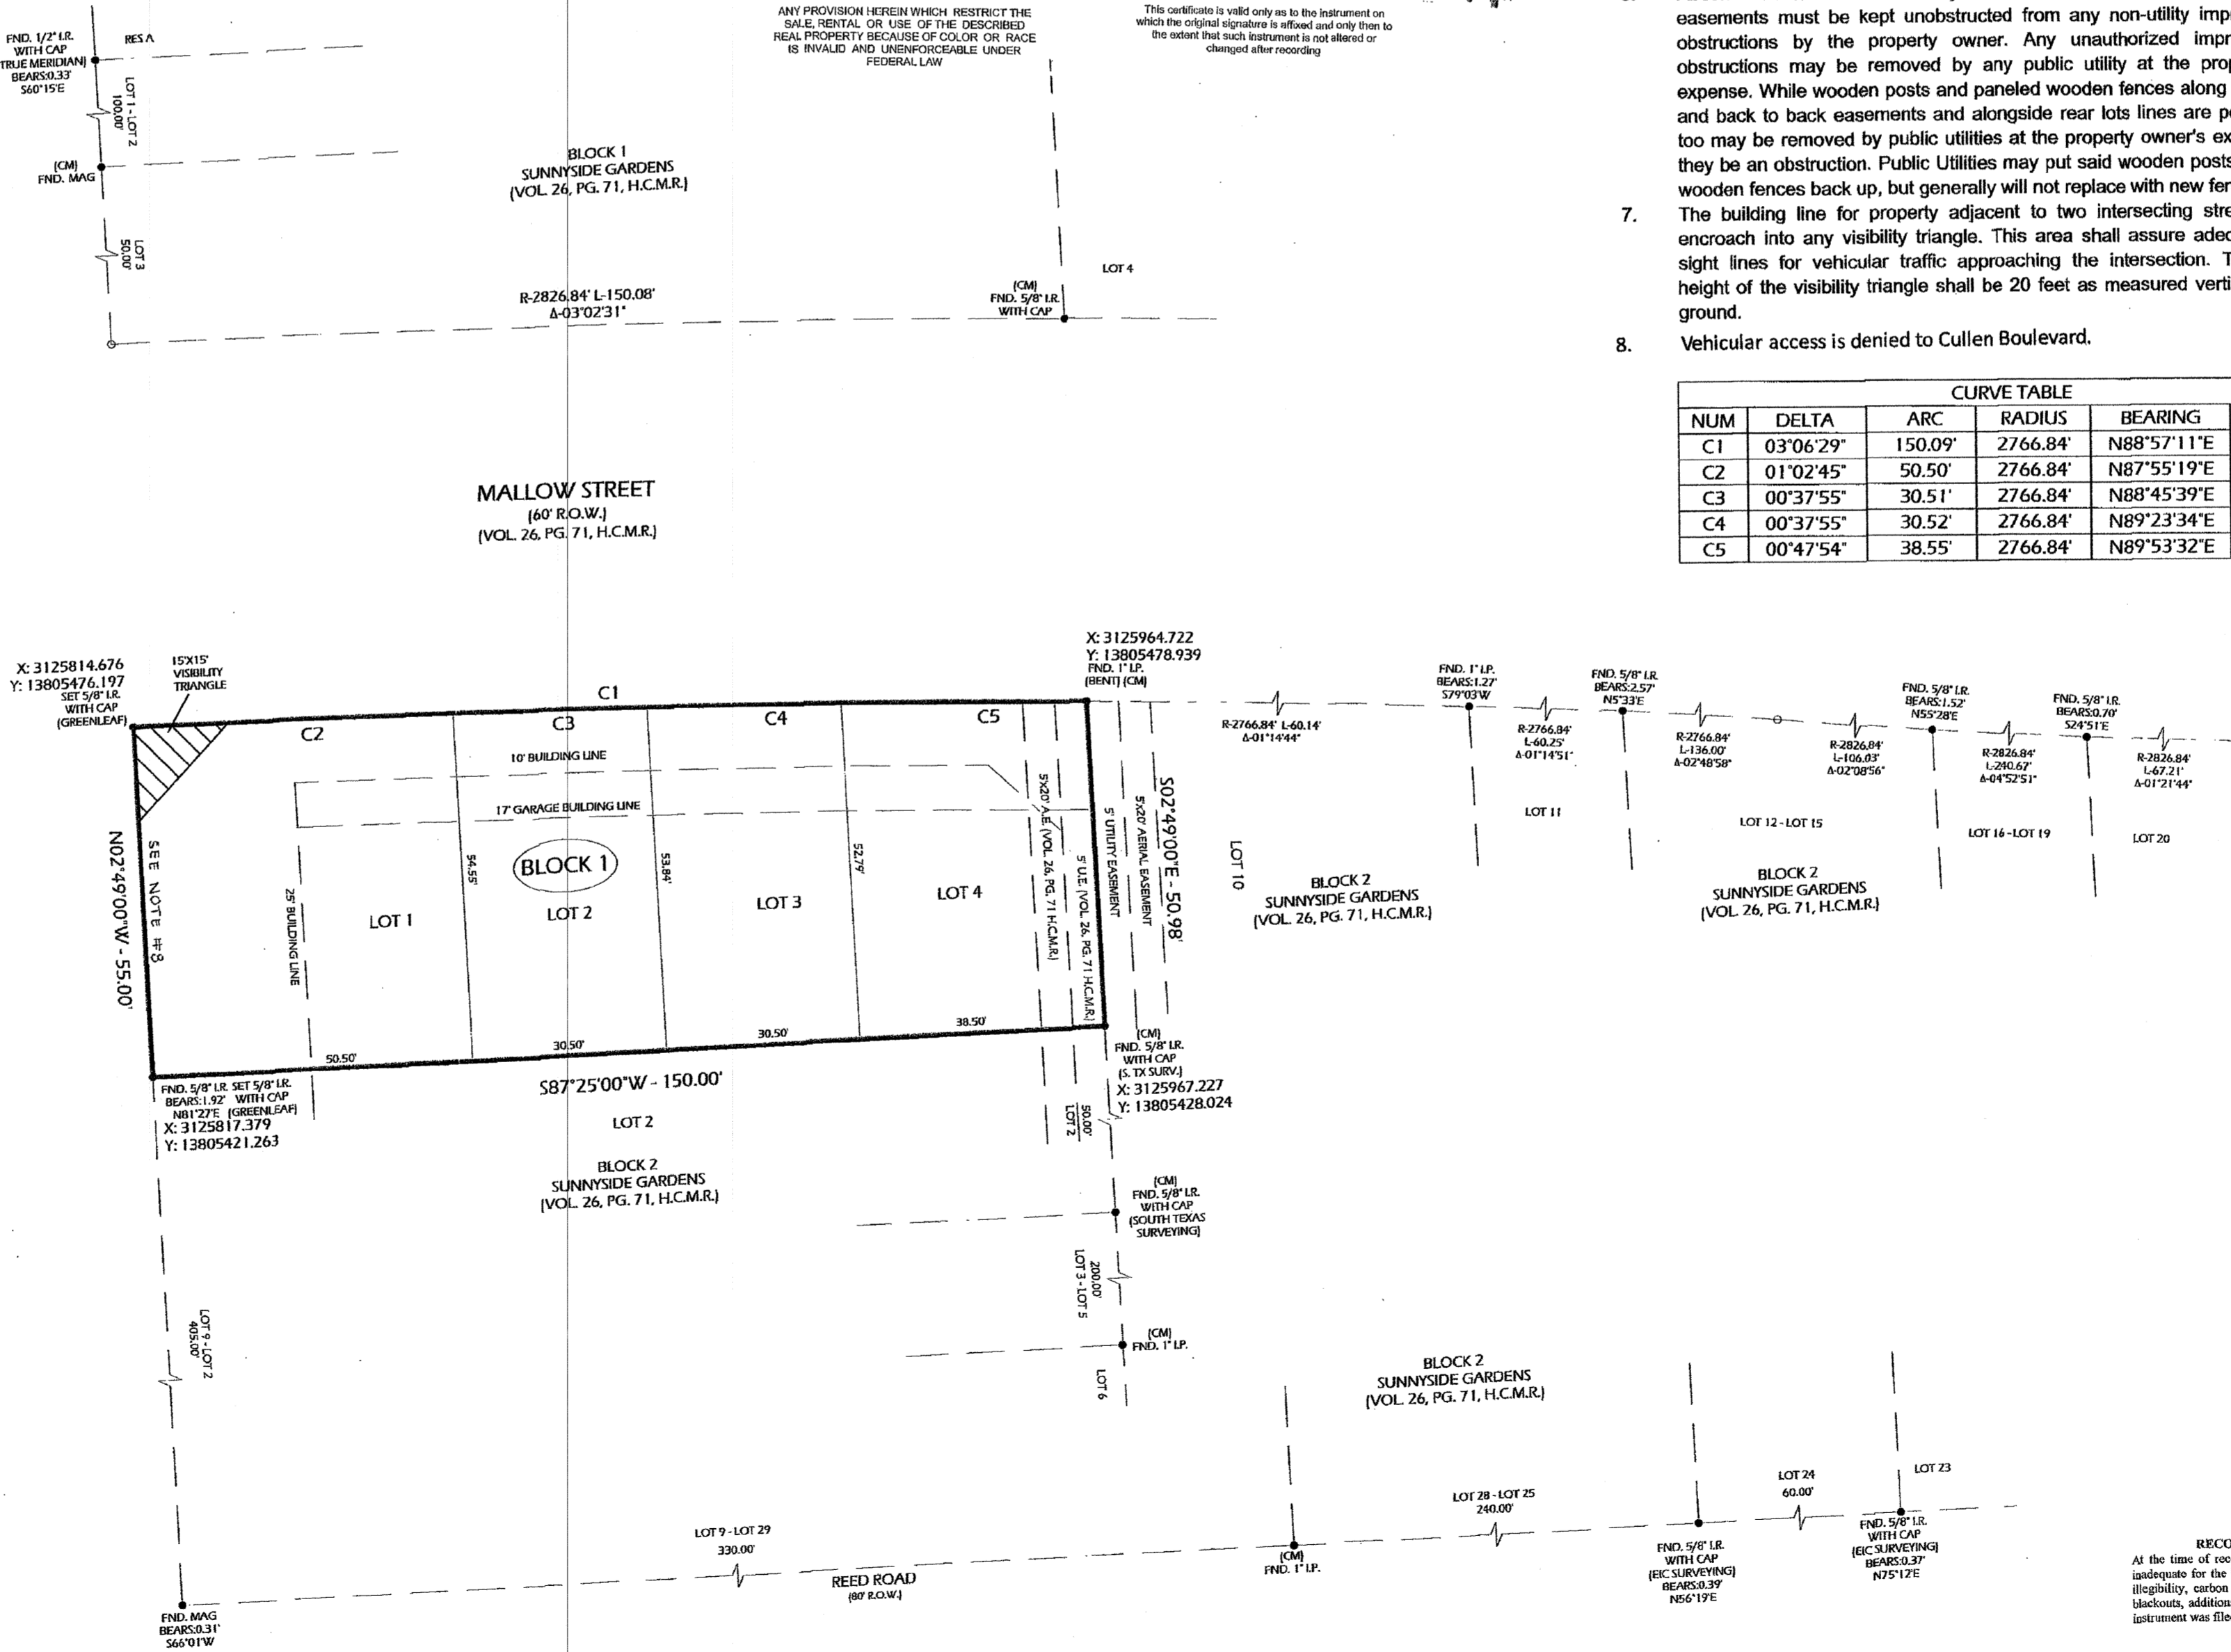 FND. 1/2" I.R.
WITH CAP
TRUE MERIDIAN)
BEARS:0.33'
S60°15'E
RES A
LOT 1 - LOT 2
100.00'
(CM)
FND. MAG
LOT 3
50.00'
ANY PROVISION HEREIN WHICH RESTRICT THE
SALE, RENTAL OR USE OF THE DESCRIBED
REAL PROPERTY BECAUSE OF COLOR OR RACE
IS INVALID AND UNENFORCEABLE UNDER
FEDERAL LAW
This certificate is valid only as to the instrument on
which the original signature is affixed and only then to
the extent that such instrument is not altered or
changed after recording
BLOCK 1
SUNNYSIDE GARDENS
(VOL. 26, PG. 71, H.C.M.R.)
R-2826.84' L-150.08'
Δ-03°02'31"
(CM)
FND. 5/8" I.R.
WITH CAP
LOT 4
easements must be kept unobstructed from any non-utility imp
obstructions by the property owner. Any unauthorized impr
obstructions may be removed by any public utility at the prop
expense. While wooden posts and paneled wooden fences along
and back to back easements and alongside rear lots lines are p
too may be removed by public utilities at the property owner's ex
they be an obstruction. Public Utilities may put said wooden posts
wooden fences back up, but generally will not replace with new fen
7. The building line for property adjacent to two intersecting stre
encroach into any visibility triangle. This area shall assure adec
sight lines for vehicular traffic approaching the intersection. T
height of the visibility triangle shall be 20 feet as measured verti
ground.
8. Vehicular access is denied to Cullen Boulevard.
CURVE TABLE
NUM DELTA ARC RADIUS BEARING
C1 03°06'29" 150.09' 2766.84' N88°57'11"E
C2 01°02'45" 50.50' 2766.84' N87°55'19"E
C3 00°37'55" 30.51' 2766.84' N88°45'39"E
C4 00°37'55" 30.52' 2766.84' N89°23'34"E
C5 00°47'54" 38.55' 2766.84' N89°53'32"E
MALLOW STREET
(60' R.O.W.)
(VOL. 26, PG. 71, H.C.M.R.)
X: 3125814.676
Y: 13805476.197
SET 5/8" I.R.
WITH CAP
(GREENLEAF)
15'X15'
VISIBILITY
TRIANGLE
X: 3125964.722
Y: 13805478.939
FND. 1" I.P.
(BENT) (CM)
C1
C2
C3
C4
C5
10' BUILDING LINE
17' GARAGE BUILDING LINE
25' BUILDING LINE
BLOCK 1
LOT 1
LOT 2
LOT 3
LOT 4
54.55'
53.84'
52.79'
N02°49'00"W - 55.00'
SEE NOTE #8
5'X20' A.E. (VOL. 26, PG. 71 H.C.M.R.)
5' U.E. (VOL. 26, PG. 71 H.C.M.R.)
5' UTILITY EASEMENT
5'X20' AERIAL EASEMENT
S02°49'00"E - 50.98'
50.50'
30.50'
30.50'
38.50'
S87°25'00"W - 150.00'
FND. 5/8" I.R.
BEARS:1.92'
N81°27'E
SET 5/8" I.R.
WITH CAP
(GREENLEAF)
X: 3125817.379
Y: 13805421.263
(CM)
FND. 5/8" I.R.
WITH CAP
(S. TX SURV.)
X: 3125967.227
Y: 13805428.024
R-2766.84' L-60.14'
Δ-01°14'44"
FND. 1" I.P.
BEARS:1.27'
S79°03'W
R-2766.84'
L-60.25'
Δ-01°14'51"
FND. 5/8" I.R.
BEARS:2.57'
N5°33'E
R-2766.84'
L-136.00'
Δ-02°48'58"
R-2826.84'
L-106.03'
Δ-02°08'56"
FND. 5/8" I.R.
BEARS:1.52'
N55°28'E
R-2826.84'
L-240.67'
Δ-04°52'51"
FND. 5/8" I.R.
BEARS:0.70'
S24°51'E
R-2826.84'
L-67.21'
Δ-01°21'44"
LOT 10
LOT 11
LOT 12 - LOT 15
LOT 16 - LOT 19
LOT 20
BLOCK 2
SUNNYSIDE GARDENS
(VOL. 26, PG. 71, H.C.M.R.)
BLOCK 2
SUNNYSIDE GARDENS
(VOL. 26, PG. 71, H.C.M.R.)
LOT 2
BLOCK 2
SUNNYSIDE GARDENS
(VOL. 26, PG. 71, H.C.M.R.)
50.00'
LOT 2
(CM)
FND. 5/8" I.R.
WITH CAP
(SOUTH TEXAS
SURVEYING)
200.00'
LOT 3 - LOT 5
(CM)
FND. 1" I.P.
LOT 6
LOT 9 - LOT 2
405.00'
BLOCK 2
SUNNYSIDE GARDENS
(VOL. 26, PG. 71, H.C.M.R.)
LOT 9 - LOT 29
330.00'
REED ROAD
(80' R.O.W.)
FND. MAG
BEARS:0.31'
S66°01'W
(CM)
FND. 1" I.P.
LOT 28 - LOT 25
240.00'
FND. 5/8" I.R.
WITH CAP
(EIC SURVEYING)
BEARS:0.39'
N56°19'E
LOT 24
60.00'
LOT 23
FND. 5/8" I.R.
WITH CAP
(EIC SURVEYING)
BEARS:0.37'
N75°12'E
RECO
At the time of rec
inadequate for the
illegibility, carbon
blackouts, addition
instrument was file